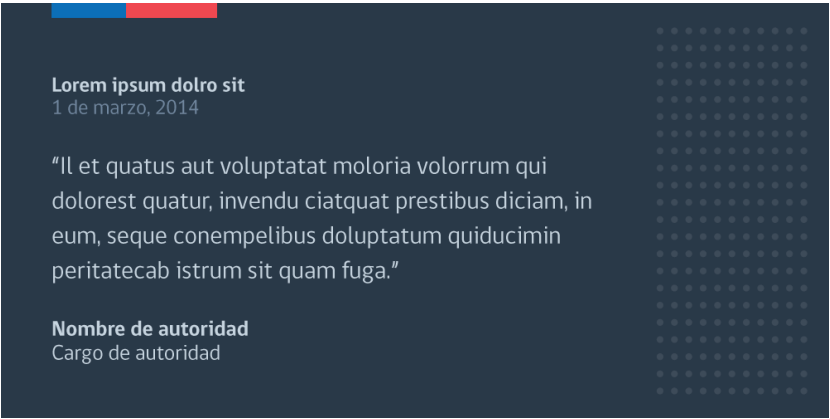 Lorem ipsum dolro sit
1 de marzo, 2014
“Il et quatus aut voluptatat moloria volorrum qui
dolorest quatur, invendu ciatquat prestibus diciam, in
eum, seque conempelibus doluptatum quiducimin
peritatecab istrum sit quam fuga.”
Nombre de autoridad
Cargo de autoridad